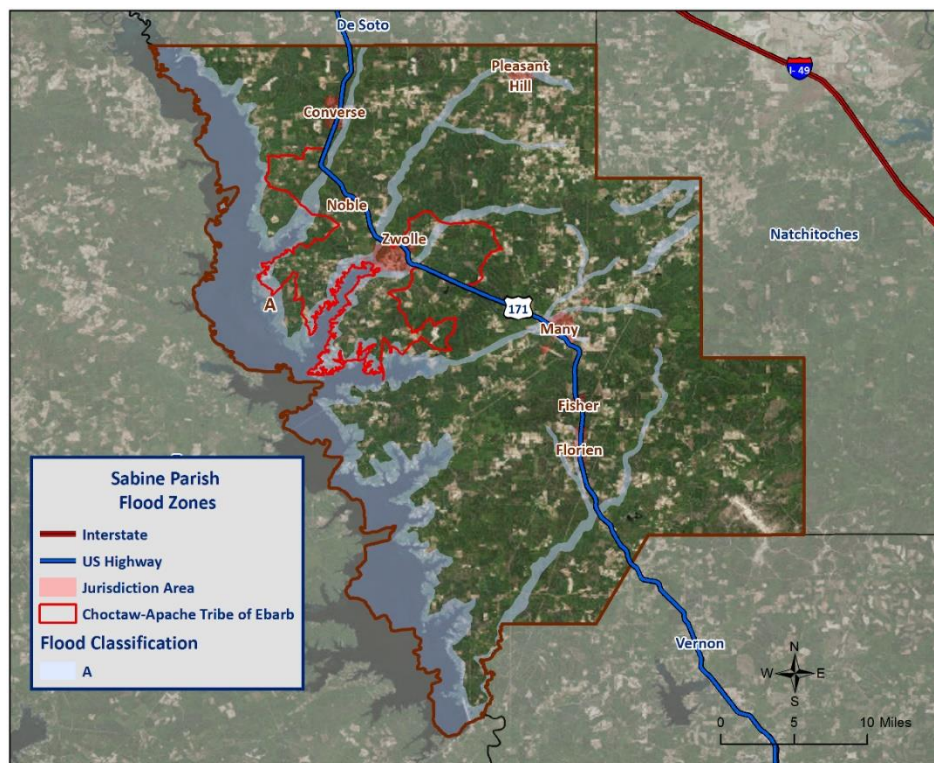 De Soto
I-49
Pleasant
Hill
Converse
Noble
Natchitoches
Zwolle
A
171
Many
Fisher
Florien
Sabine Parish
Flood Zones
Interstate
US Highway
Jurisdiction Area
Choctaw-Apache Tribe of Ebarb
Flood Classification
A
Vernon
N
W E
S
0 5 10 Miles